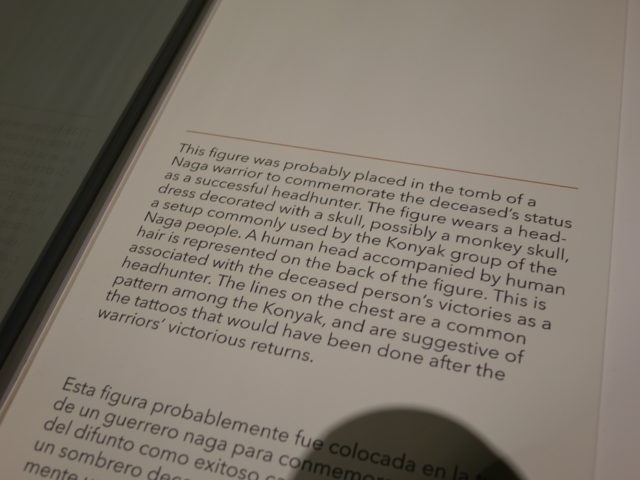 This figure was probably placed in the tomb of a
Naga warrior to commemorate the deceased's status
as a successful headhunter. The figure wears a head-
dress decorated with a skull, possibly a monkey skull,
a setup commonly used by the Konyak group of the
Naga people. A human head accompanied by human
hair is represented on the back of the figure. This is
associated with the deceased person's victories as a
headhunter. The lines on the chest are a common
pattern among the Konyak, and are suggestive of
the tattoos that would have been done after the
warriors' victorious returns.
Esta figura probablemente fue colocada en la
de un guerrero naga para conmemorar
del difunto como exitoso
un sombrero
mente